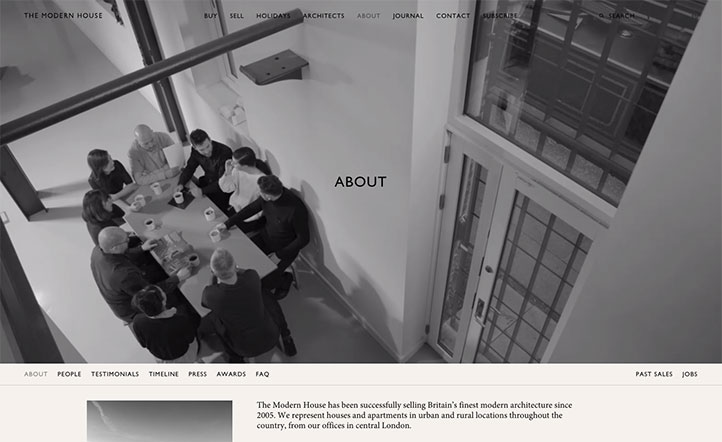 THE MODERN HOUSE BUY SELL HOLIDAYS ARCHITECTS ABOUT JOURNAL CONTACT SUBSCRIBE SEARCH
ABOUT
ABOUT PEOPLE TESTIMONIALS TIMELINE PRESS AWARDS FAQ PAST SALES JOBS
The Modern House has been successfully selling Britain's finest modern architecture since
2005. We represent houses and apartments in urban and rural locations throughout the
country, from our offices in central London.